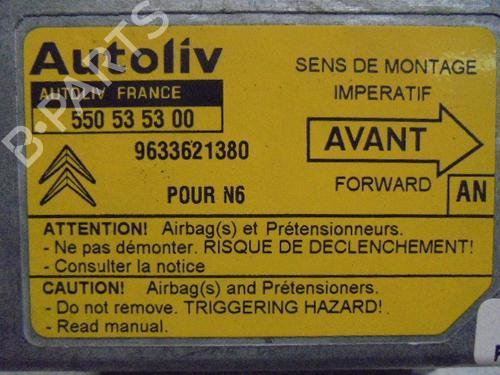 Autoliv
AUTOLIV FRANCE
550 53 53 00
9633621380
POUR N6
SENS DE MONTAGE
IMPERATIF
AVANT
FORWARD
AN
ATTENTION! Airbag(s) et Prétensionneurs.
- Ne pas démonter. RISQUE DE DECLENCHEMENT!
- Consulter la notice
CAUTION! Airbag(s) and Prétensioners.
- Do not remove. TRIGGERING HAZARD!
- Read manual.
B-PARTS